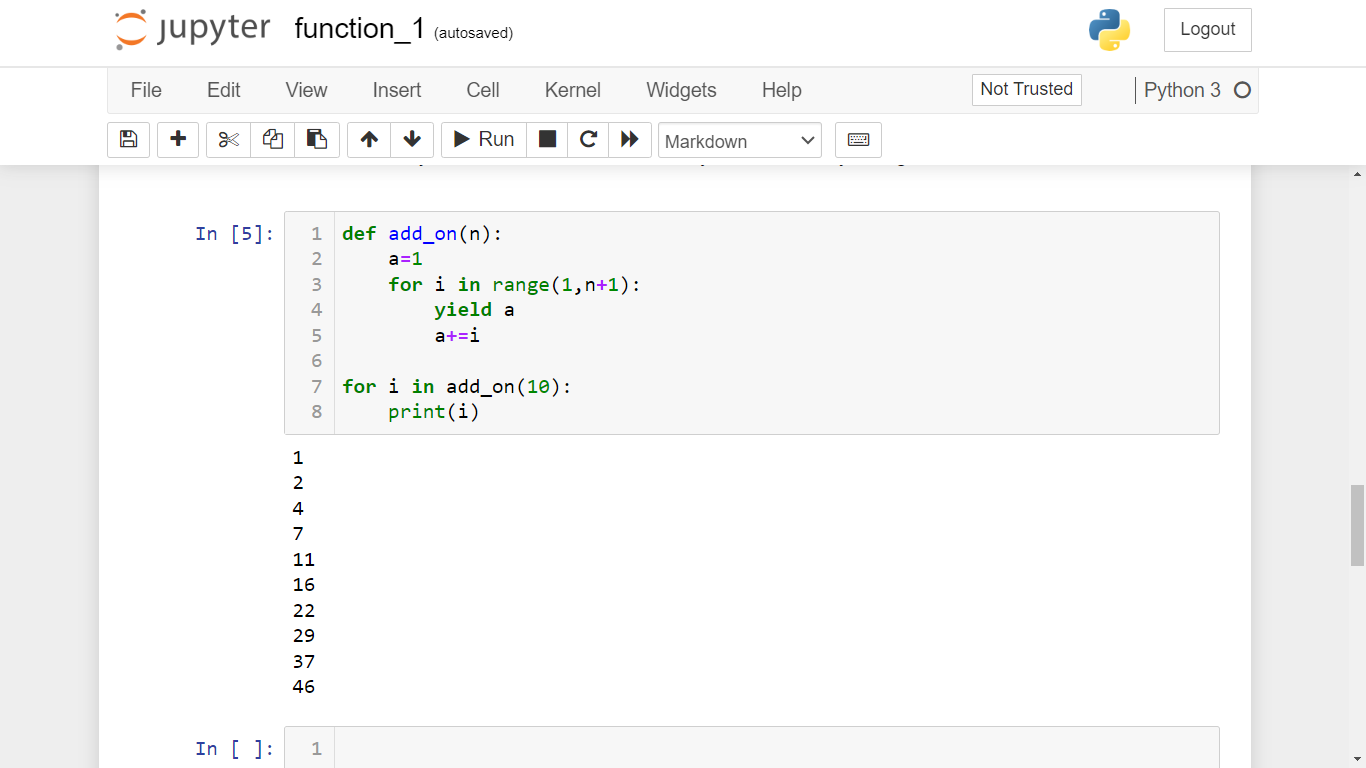 jupyter function_1 (autosaved) Logout
File Edit View Insert Cell Kernel Widgets Help Not Trusted Python 3
Run Markdown
In [5]: 1 def add_on(n):
2     a=1
3     for i in range(1,n+1):
4         yield a
5         a+=i
6
7 for i in add_on(10):
8     print(i)
1
2
4
7
11
16
22
29
37
46
In [ ]: 1